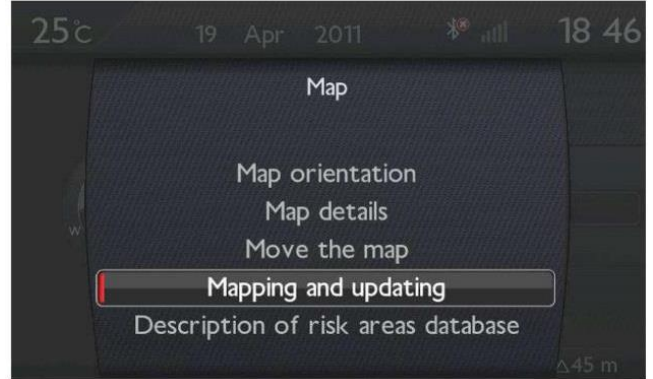 25°c 19 Apr 2011 18 46
Map
Map orientation
Map details
Move the map
W
Mapping and updating
Description of risk areas database
△45 m